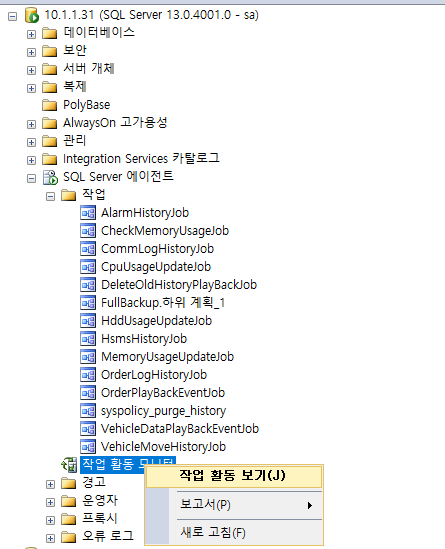 10.1.1.31 (SQL Server 13.0.4001.0 - sa)
데이터베이스
보안
서버 개체
복제
PolyBase
AlwaysOn 고가용성
관리
Integration Services 카탈로그
SQL Server 에이전트
작업
AlarmHistoryJob
CheckMemoryUsageJob
CommLogHistoryJob
CpuUsageUpdateJob
DeleteOldHistoryPlayBackJob
FullBackup.하위 계획_1
HddUsageUpdateJob
HsmsHistoryJob
MemoryUsageUpdateJob
OrderLogHistoryJob
OrderPlayBackEventJob
syspolicy_purge_history
VehicleDataPlayBackEventJob
VehicleMoveHistoryJob
작업 활동 모니터
작업 활동 보기(J)
경고
보고서(P)
운영자
프록시
새로 고침(F)
오류 로그